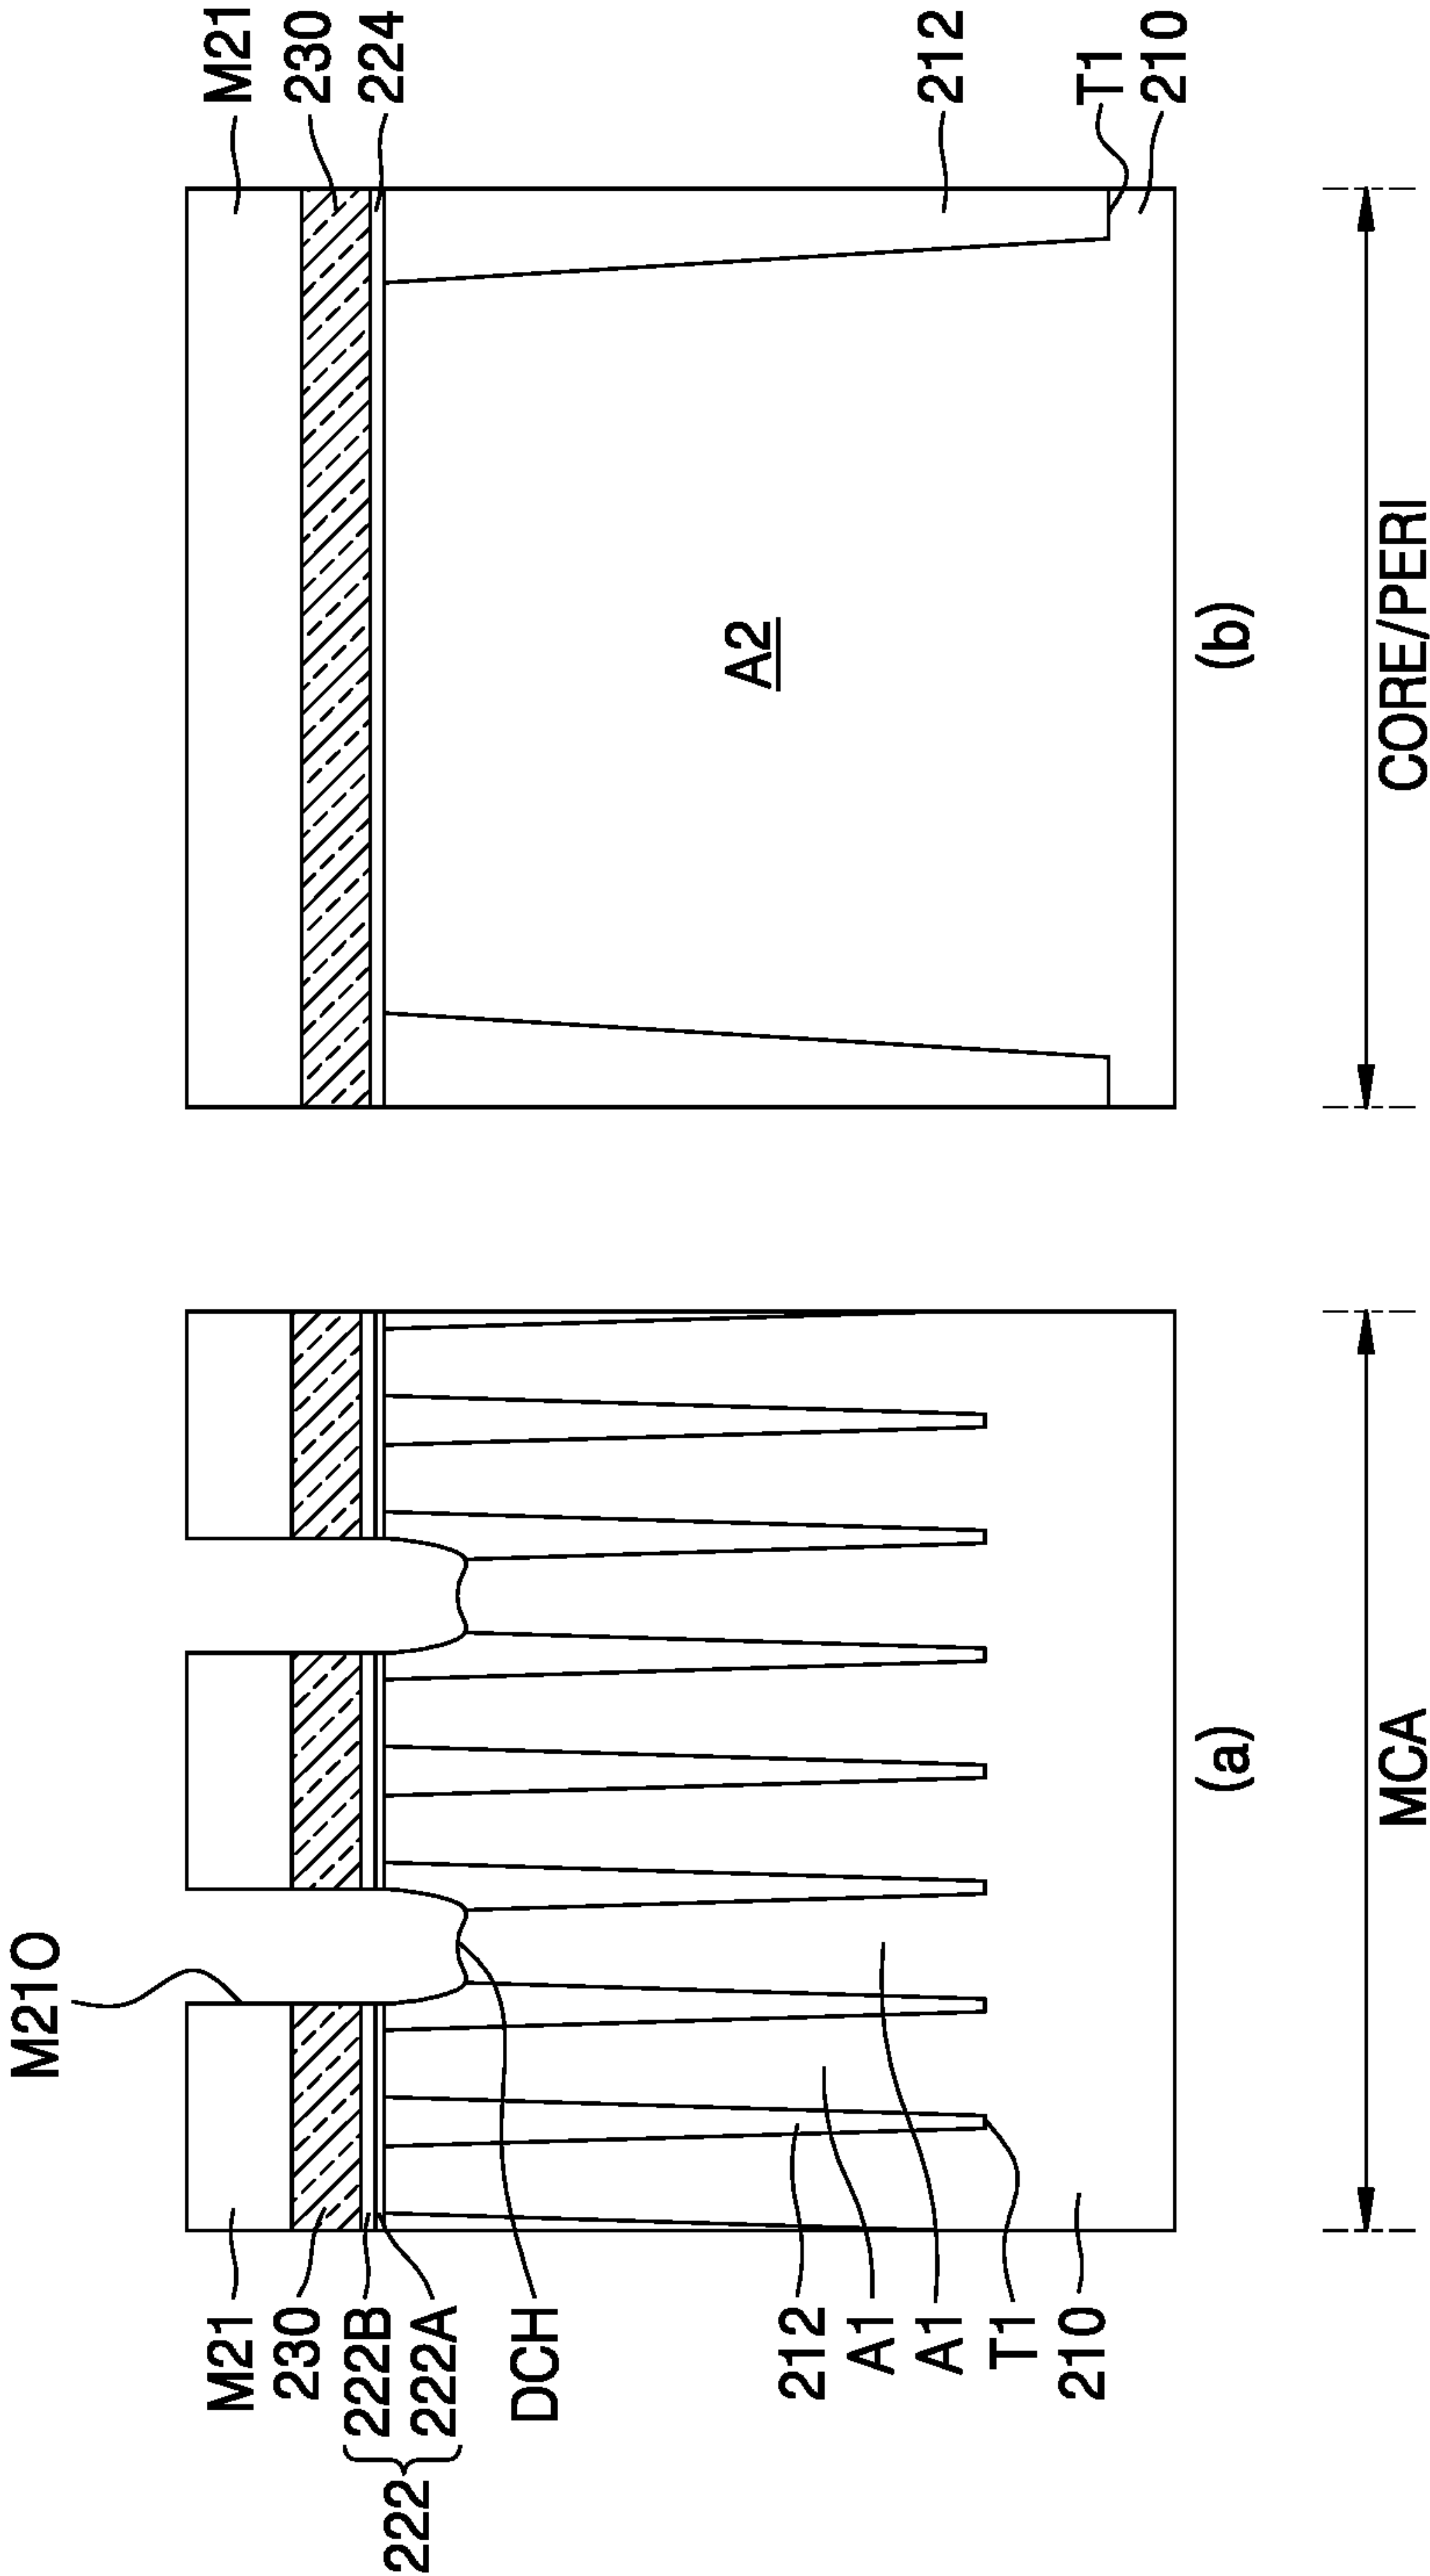 M21O
M21
230
222B
222A
222
DCH
212
A1
A1
T1
210
(a)
MCA
M21
230
224
212
T1
210
A2
(b)
CORE/PERI